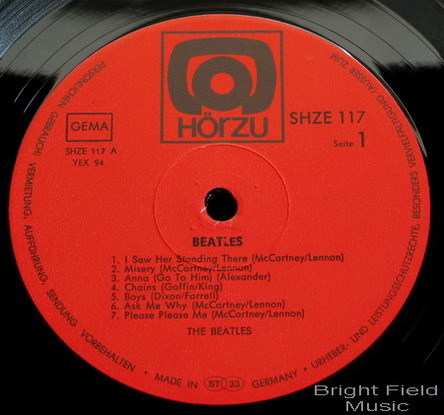 HÖRZU
SHZE 117
Seite 1
GEMA
SHZE 117 A
YEX 94
BEATLES
1. I Saw Her Standing There (McCartney/Lennon)
2. Misery (McCartney/Lennon)
3. Anna (Go To Him) (Alexander)
4. Chains (Goffin/King)
5. Boys (Dixon/Farrell)
6. Ask Me Why (McCartney/Lennon)
7. Please Please Me (McCartney/Lennon)
THE BEATLES
MADE IN ST 33 GERMANY • URHEBER- UND LEISTUNGSSCHUTZRECHTE, BESONDERS VERVIELFÄLTIGUNG (AUSSER ZUM PERSÖNLICHEN GEBRAUCH) VERMIETUNG, AUFFÜHRUNG, SENDUNG VORBEHALTEN •
Bright Field
Music